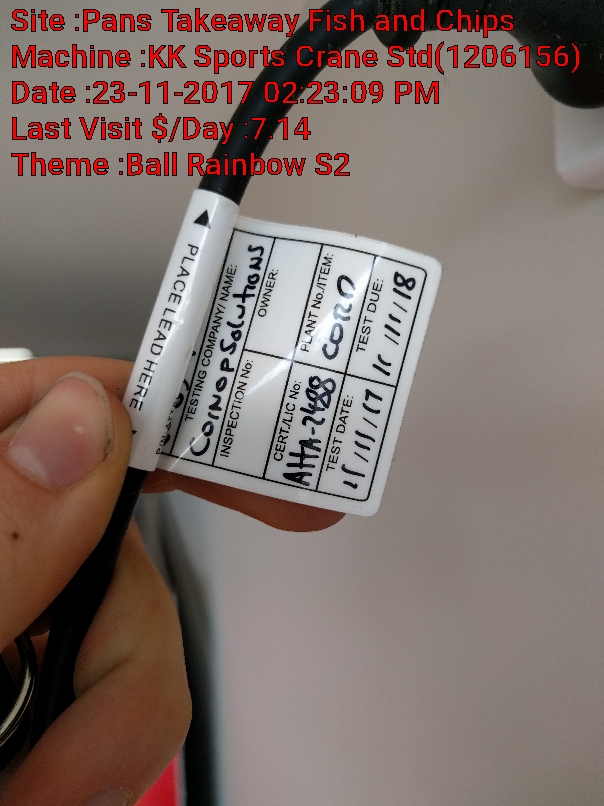 Site :Pans Takeaway Fish and Chips
Machine :KK Sports Crane Std(1206156)
Date :23-11-2017 02:23:09 PM
Last Visit $/Day :7.14
Theme :Ball Rainbow S2
PLACE LEAD HERE
TESTING COMPANY/ NAME:
COINOPSolutions
INSPECTION No:
OWNER:
CERT./LIC No:
AHA-2488
PLANT No./ITEM:
CORD
TEST DATE:
TEST DUE:
/11/17
/11/18